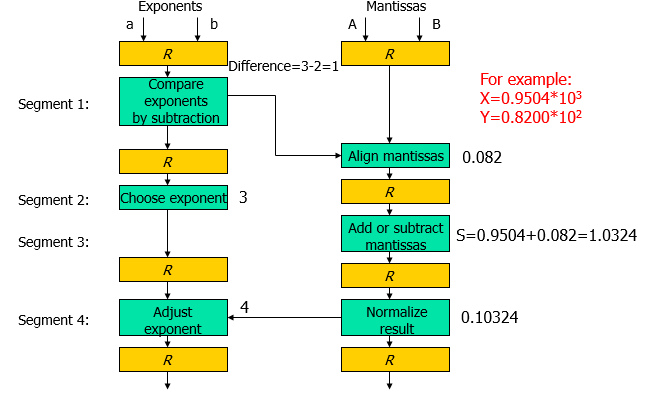 Exponents
Mantissas
a b
A B
R
R
Difference=3-2=1
For example:
X=0.9504*10³
Y=0.8200*10²
Segment 1:
Compare
exponents
by subtraction
R
Align mantissas
0.082
Segment 2:
Choose exponent
3
R
Segment 3:
Add or subtract
mantissas
S=0.9504+0.082=1.0324
R
R
Segment 4:
Adjust
exponent
4
Normalize
result
0.10324
R
R